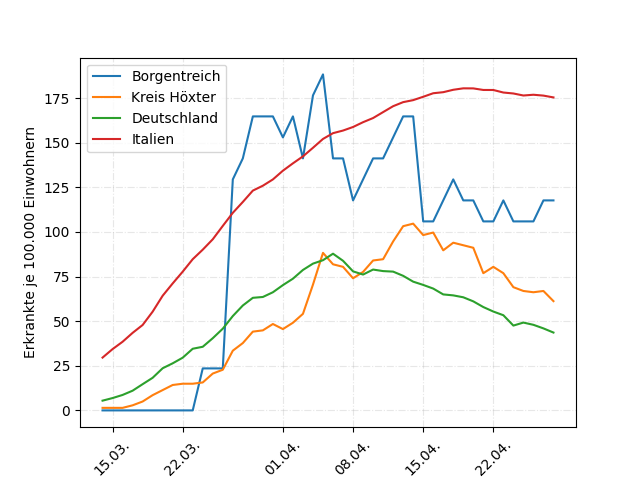 Borgentreich
Kreis Höxter
Deutschland
Italien
Erkrankte je 100.000 Einwohnern
175
150
125
100
75
50
25
0
15.03.
22.03.
01.04.
08.04.
15.04.
22.04.